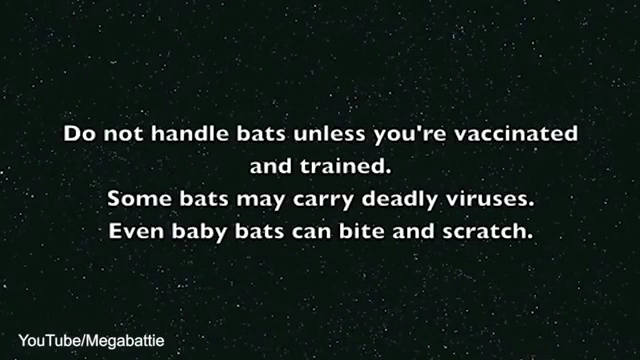 Do not handle bats unless you're vaccinated
and trained.
Some bats may carry deadly viruses.
Even baby bats can bite and scratch.
YouTube/Megabattie